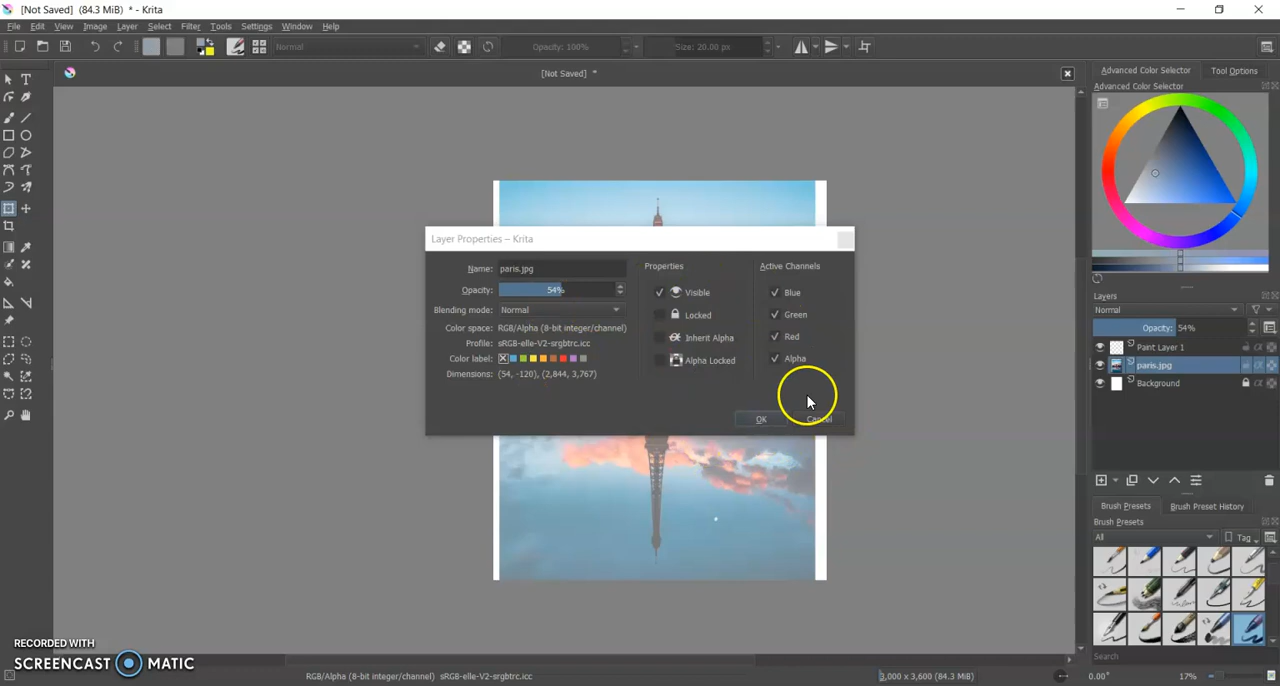 [Not Saved] (84.3 MiB) * - Krita
File Edit View Image Layer Select Filter Tools Settings Window Help
Normal Opacity: 100% Size: 20.00 px
[Not Saved] *
Advanced Color Selector Tool Options
Advanced Color Selector
Layer Properties – Krita
Name: paris.jpg
Opacity: 54%
Blending mode: Normal
Color space: RGB/Alpha (8-bit integer/channel)
Profile: sRGB-elle-V2-srgbtrc.icc
Color label:
Dimensions: (54, -120), (2,844, 3,767)
Properties
Visible
Locked
Inherit Alpha
Alpha Locked
Active Channels
Blue
Green
Red
Alpha
OK Cancel
Layers
Normal
Opacity: 54%
Paint Layer 1
paris.jpg
Background
Brush Presets Brush Preset History
Brush Presets
All Tag
Search
RECORDED WITH
SCREENCAST MATIC
RGB/Alpha (8-bit integer/channel) sRGB-elle-V2-srgbtrc.icc
3,000 x 3,600 (84.3 MiB)
0.00°
17%